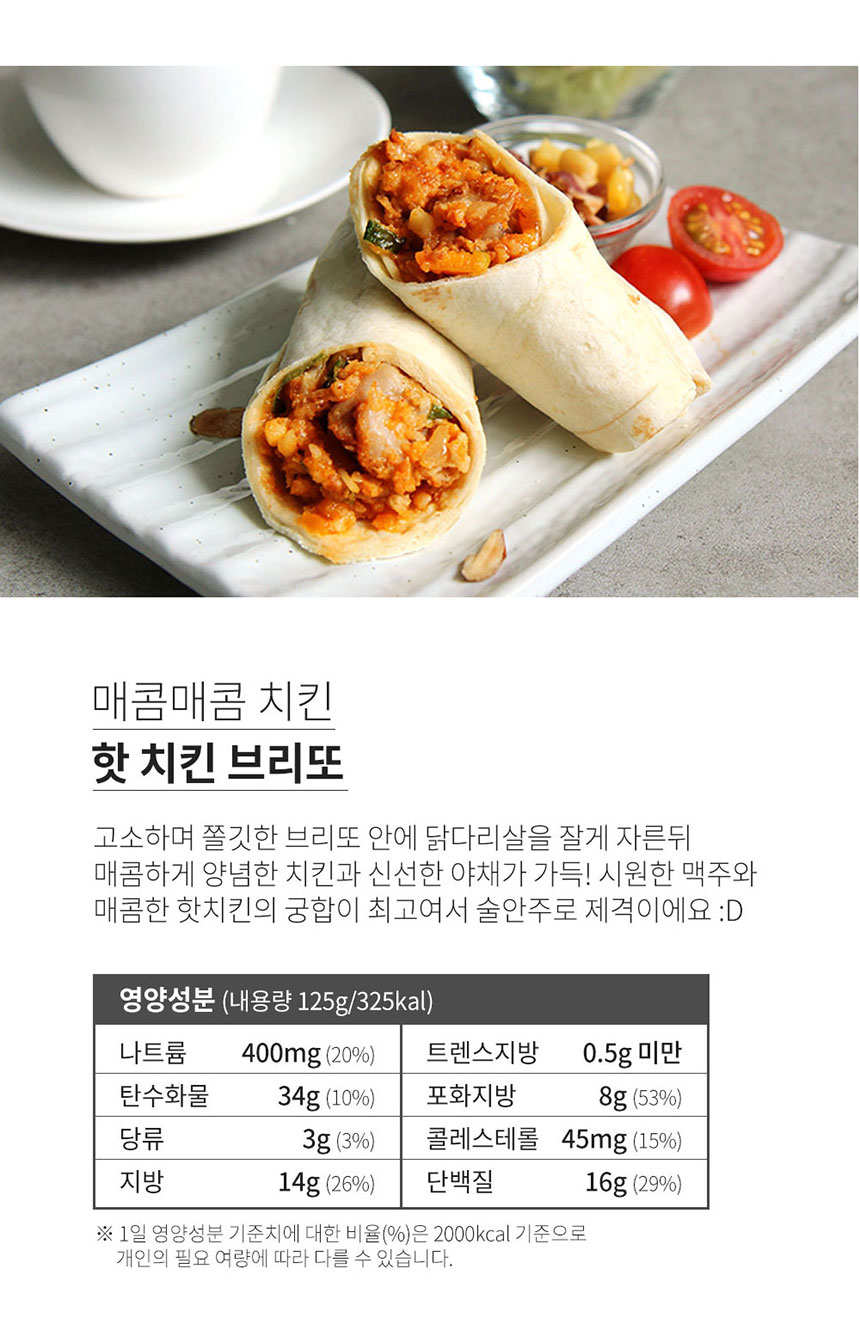 매콤매콤 치킨
핫 치킨 브리또
고소하며 쫄깃한 브리또 안에 닭다리살을 잘게 자른뒤
매콤하게 양념한 치킨과 신선한 야채가 가득! 시원한 맥주와
매콤한 핫치킨의 궁합이 최고여서 술안주로 제격이에요 :D
영양성분 (내용량 125g/325kal)
나트륨 400mg (20%) 트렌스지방 0.5g 미만
탄수화물 34g (10%) 포화지방 8g (53%)
당류 3g (3%) 콜레스테롤 45mg (15%)
지방 14g (26%) 단백질 16g (29%)
※ 1일 영양성분 기준치에 대한 비율(%)은 2000kcal 기준으로
개인의 필요 여량에 따라 다를 수 있습니다.